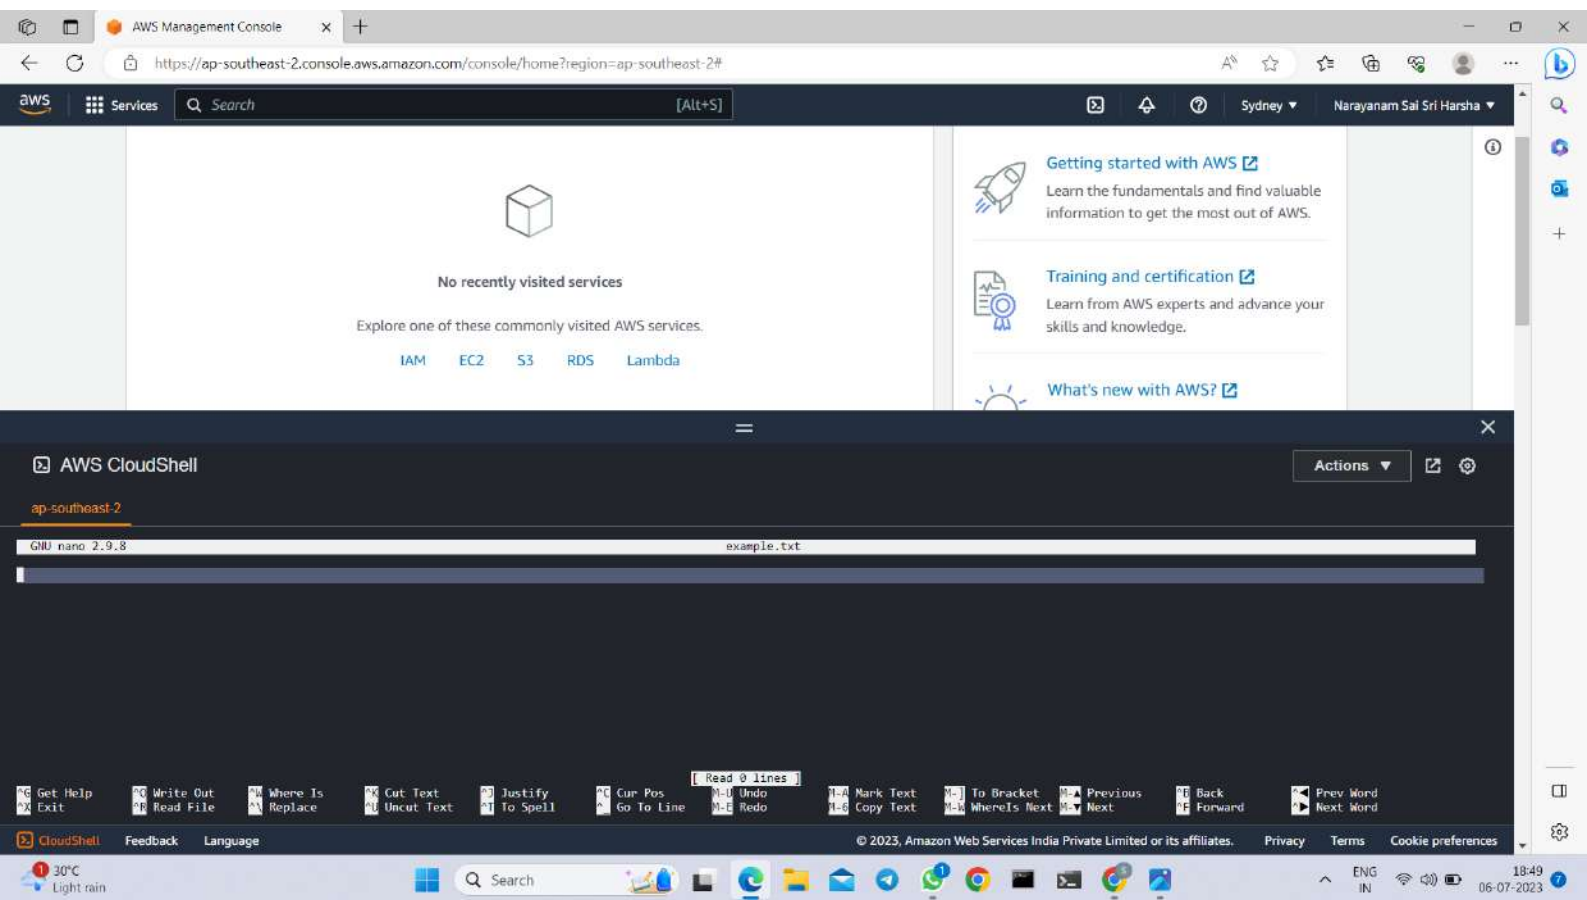 AWS Management Console
https://ap-southeast-2.console.aws.amazon.com/console/home?region=ap-southeast-2#
aws Services Search [Alt+S] Sydney ▼ Narayanam Sai Sri Harsha ▼
No recently visited services
Explore one of these commonly visited AWS services.
IAM EC2 S3 RDS Lambda
Getting started with AWS
Learn the fundamentals and find valuable
information to get the most out of AWS.
Training and certification
Learn from AWS experts and advance your
skills and knowledge.
What's new with AWS?
AWS CloudShell
Actions ▼
ap-southeast-2
GNU nano 2.9.8 example.txt
[ Read 0 lines ]
^G Get Help ^O Write Out ^W Where Is ^K Cut Text ^J Justify ^C Cur Pos M-U Undo M-A Mark Text M-] To Bracket M-▲ Previous ^B Back ^◀ Prev Word
^X Exit ^R Read File ^\ Replace ^U Uncut Text ^T To Spell ^_ Go To Line M-E Redo M-6 Copy Text M-W WhereIs Next M-▼ Next ^F Forward ^▶ Next Word
CloudShell Feedback Language © 2023, Amazon Web Services India Private Limited or its affiliates. Privacy Terms Cookie preferences
1
30°C
Light rain
Search
1
7
ENG
IN
18:49
06-07-2023
7